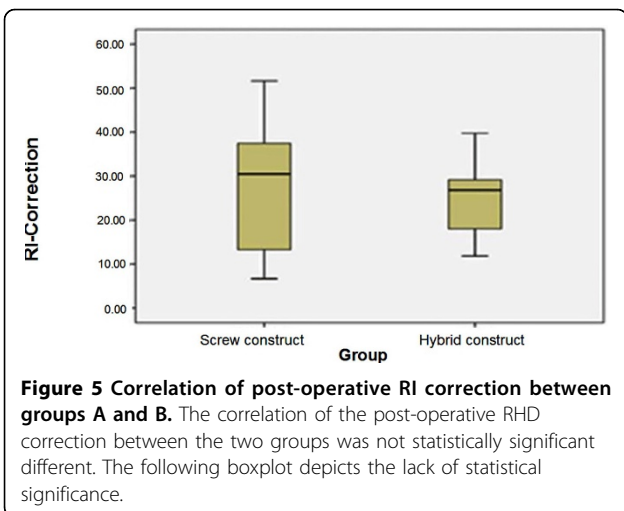 60.00
50.00
40.00
30.00
20.00
10.00
0.00
RI-Correction
Screw construct Hybrid construct
Group
Figure 5 Correlation of post-operative RI correction between
groups A and B. The correlation of the post-operative RHD
correction between the two groups was not statistically significant
different. The following boxplot depicts the lack of statistical
significance.